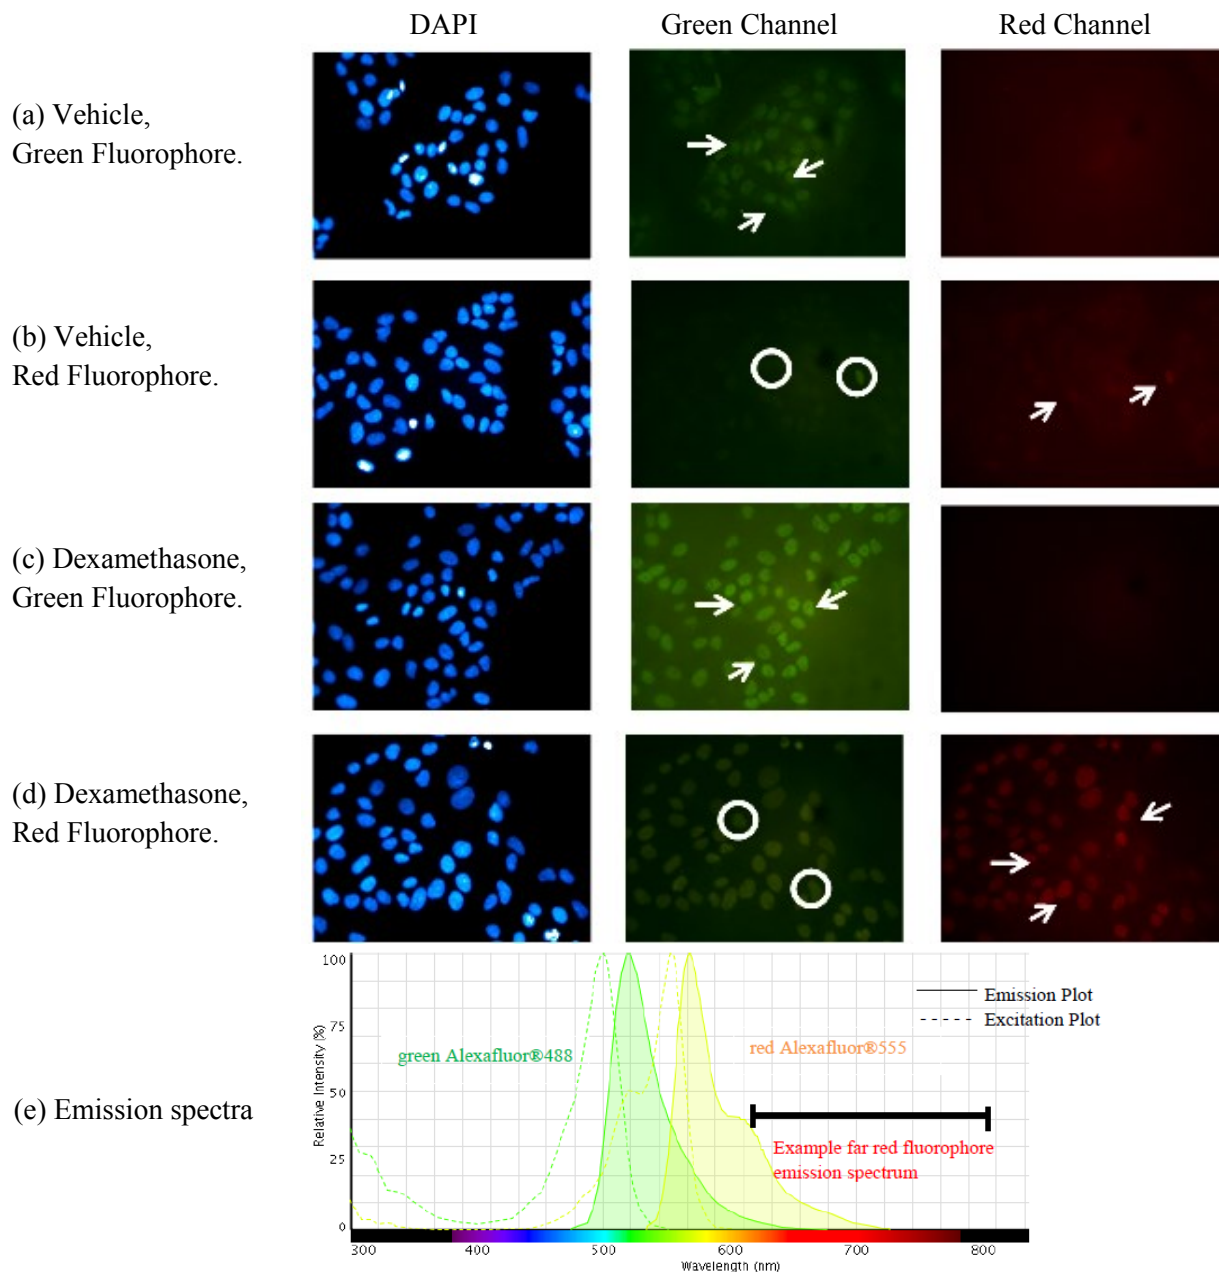 DAPI
Green Channel
Red Channel
(a) Vehicle,
Green Fluorophore.
(b) Vehicle,
Red Fluorophore.
(c) Dexamethasone,
Green Fluorophore.
(d) Dexamethasone,
Red Fluorophore.
(e) Emission spectra
Relative Intensity (%)
100
75
50
25
0
green Alexafluor®488
red Alexafluor®555
Emission Plot
Excitation Plot
Example far red fluorophore
emission spectrum
300 400 500 600 700 800
Wavelength (nm)